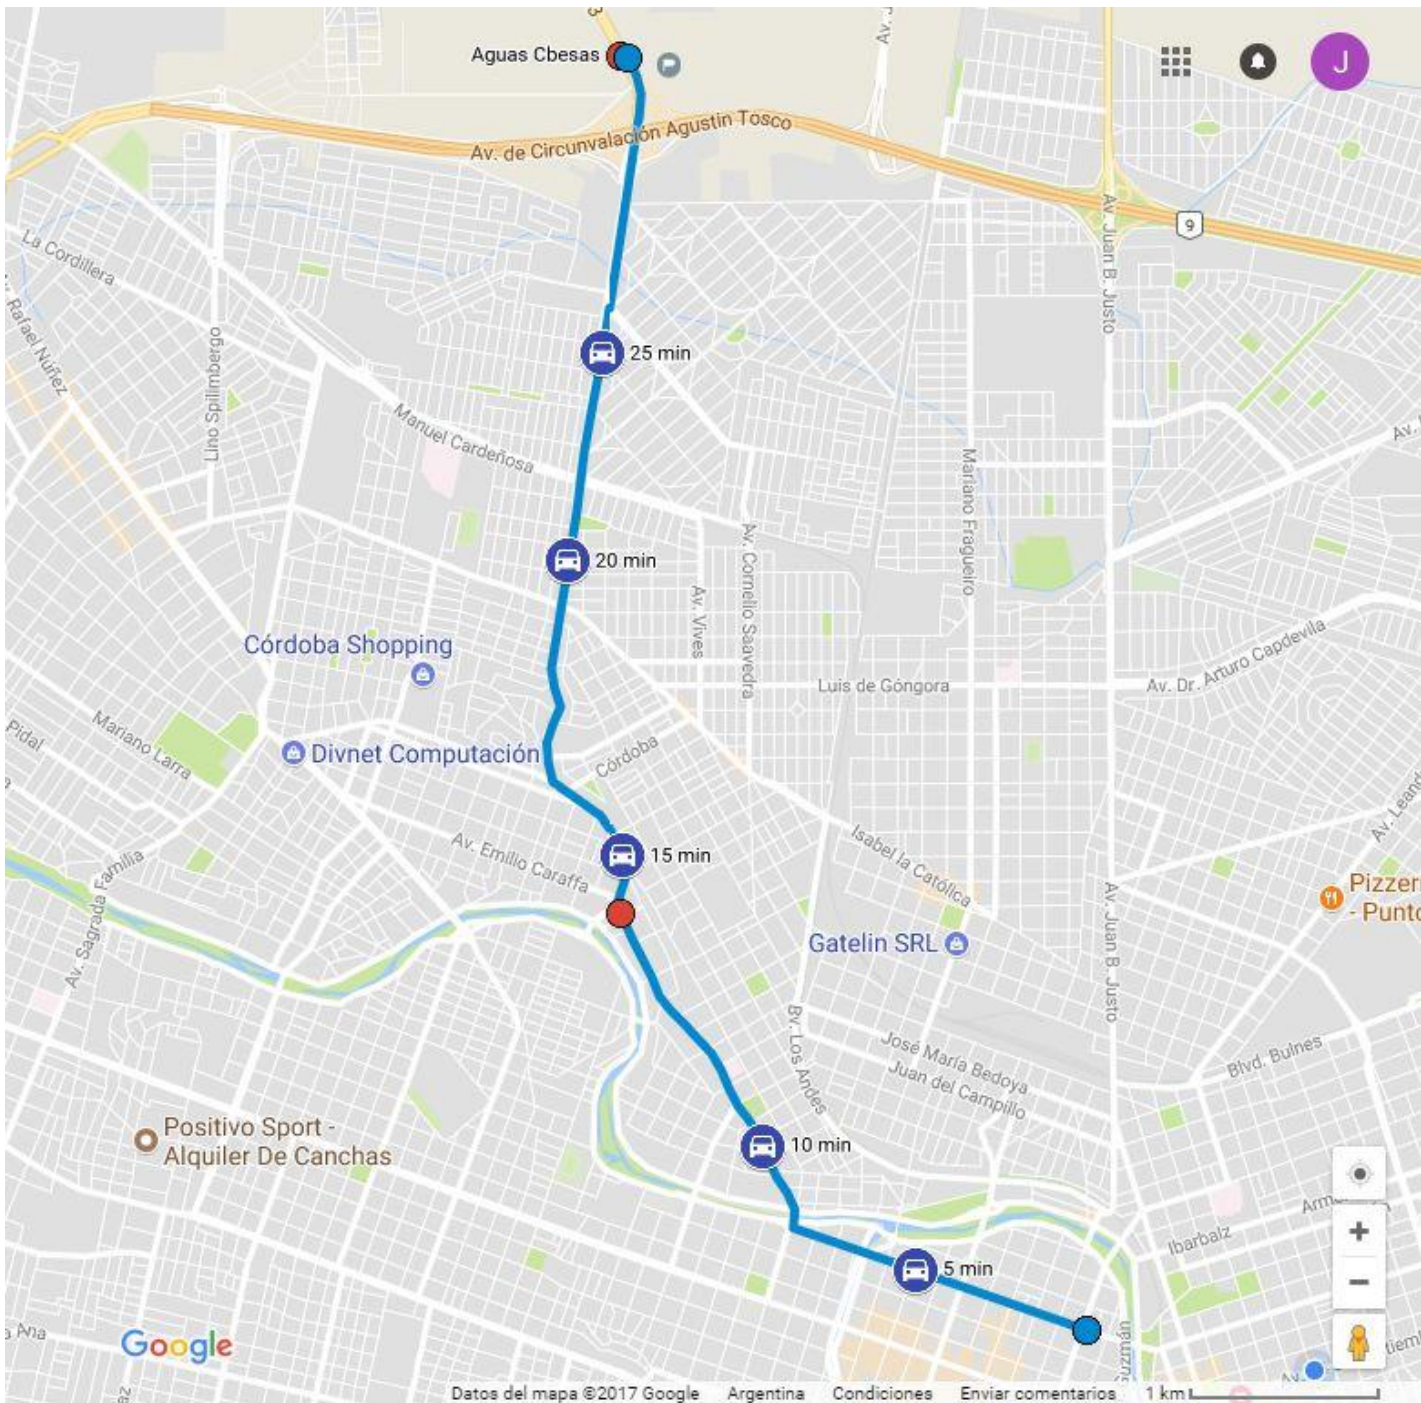 Aguas Cbesas
J
Av. de Circunvalación Agustín Tosco
9
Av. Juan B. Justo
La Cordillera
Av. Rafael Núñez
Lino Spilimbergo
25 min
Manuel Cardeñosa
Mariano Fragueiro
20 min
Av. Vives
Av. Cornelio Saavedra
Córdoba Shopping
Av. Dr. Arturo Capdevila
Luis de Góngora
Mariano Larra
Pidal
Divnet Computación
Córdoba
Av. Emilio Caraffa
15 min
Isabel la Católica
Av. Leand
Av. Sagrada Familia
Pizzer
- Punto
Gatelin SRL
Av. Juan B. Justo
Bv. Los Andes
José María Bedoya
Juan del Campillo
Blvd. Bulnes
Positivo Sport -
Alquiler De Canchas
10 min
Ibarbalz
5 min
a Ana
Google
Datos del mapa ©2017 Google Argentina Condiciones Enviar comentarios 1 km